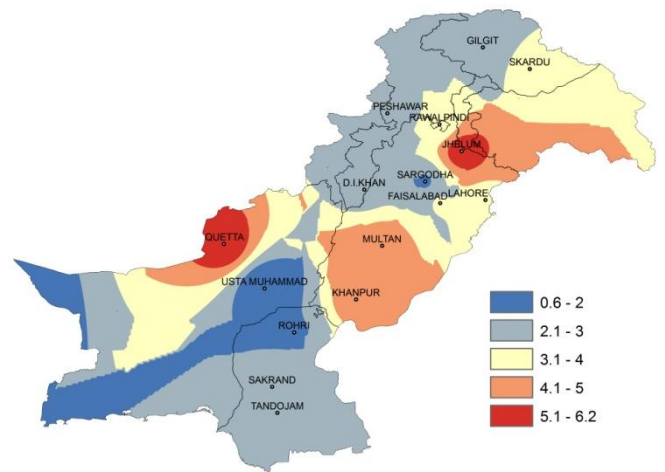 GILGIT
SKARDU
PESHAWAR
RAWALPINDI
JHELUM
SARGODHA
D.I.KHAN
FAISALABAD
LAHORE
QUETTA
MULTAN
USTA MUHAMMAD
KHANPUR
ROHRI
SAKRAND
TANDOJAM
0.6 - 2
2.1 - 3
3.1 - 4
4.1 - 5
5.1 - 6.2